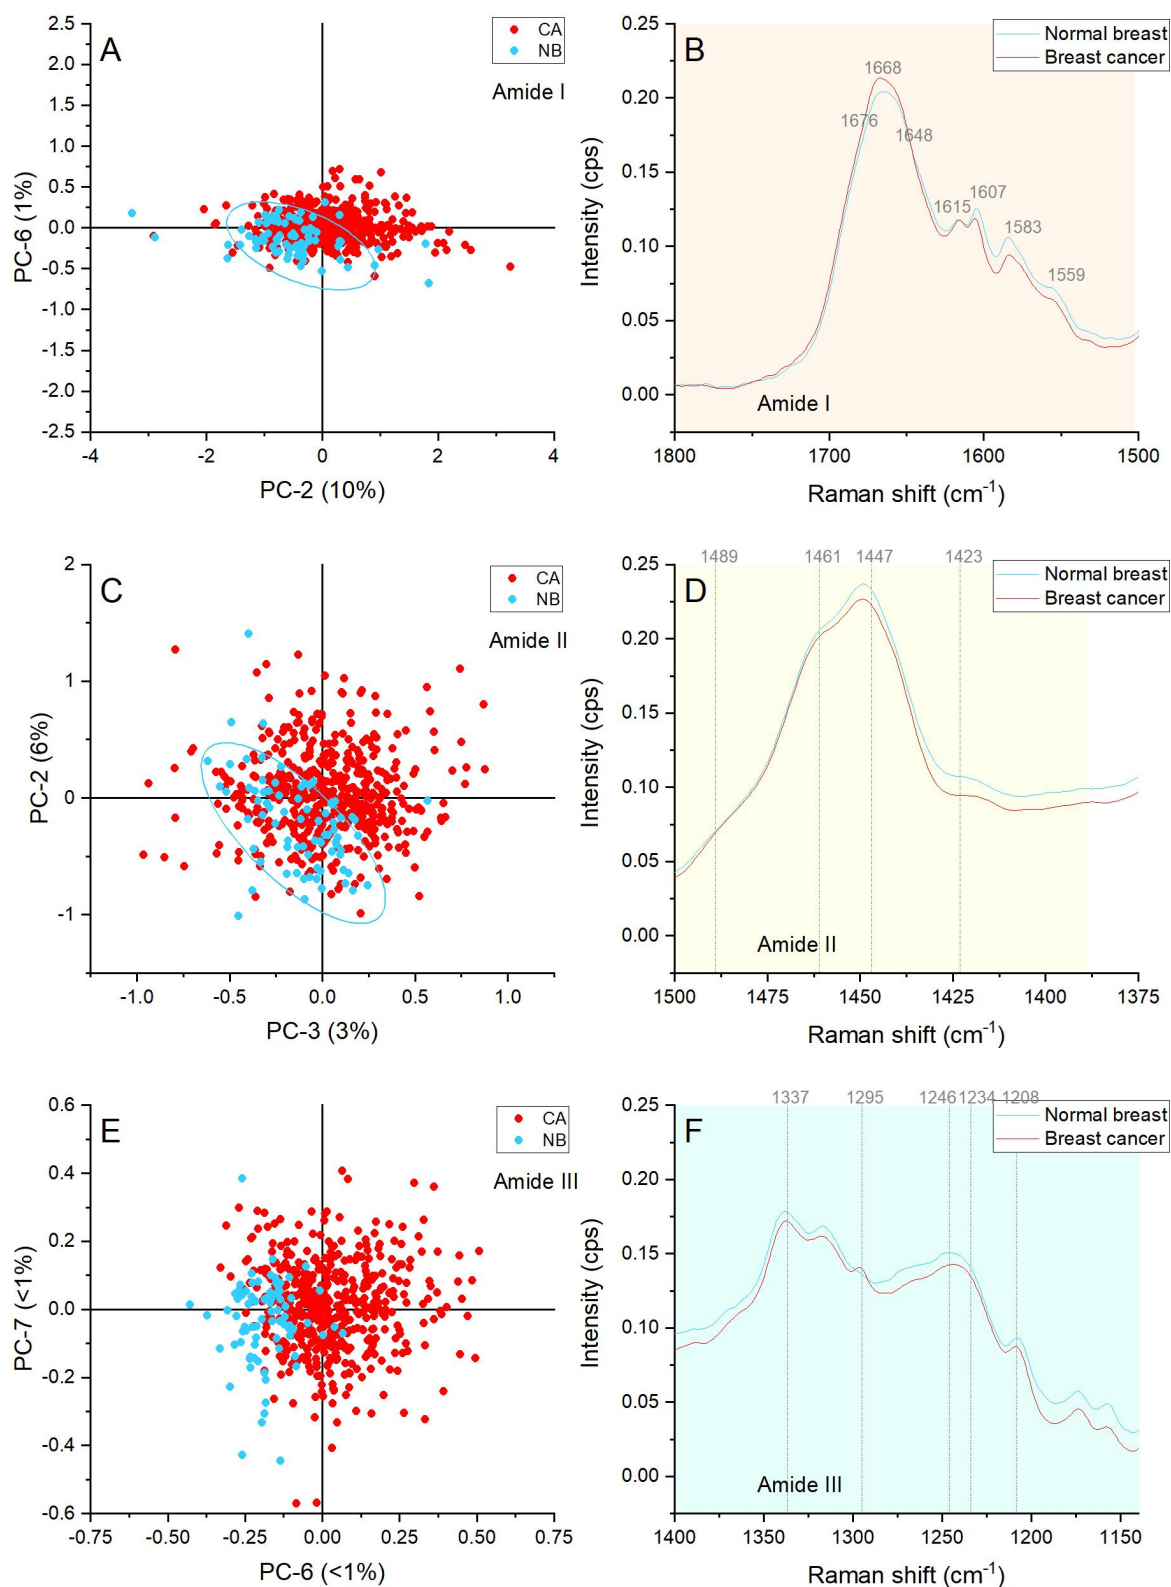 A
CA
NB
Amide I
2.5
2.0
1.5
1.0
0.5
0.0
-0.5
-1.0
-1.5
-2.0
-2.5
PC-6 (1%)
-4
-2
0
2
4
PC-2 (10%)
B
Normal breast
Breast cancer
0.25
0.20
0.15
0.10
0.05
0.00
Intensity (cps)
1668
1676
1648
1615
1607
1583
1559
Amide I
1800
1700
1600
1500
Raman shift (cm-1)
C
CA
NB
Amide II
2
1
0
-1
PC-2 (6%)
-1.0
-0.5
0.0
0.5
1.0
PC-3 (3%)
D
1489
1461
1447
1423
Normal breast
Breast cancer
0.25
0.20
0.15
0.10
0.05
0.00
Intensity (cps)
Amide II
1500
1475
1450
1425
1400
1375
Raman shift (cm-1)
E
CA
NB
Amide III
0.6
0.4
0.2
0.0
-0.2
-0.4
-0.6
PC-7 (<1%)
-0.75
-0.50
-0.25
0.00
0.25
0.50
0.75
PC-6 (<1%)
F
1337
1295
1246
1234
1208
Normal breast
Breast cancer
0.25
0.20
0.15
0.10
0.05
0.00
Intensity (cps)
Amide III
1400
1350
1300
1250
1200
1150
Raman shift (cm-1)